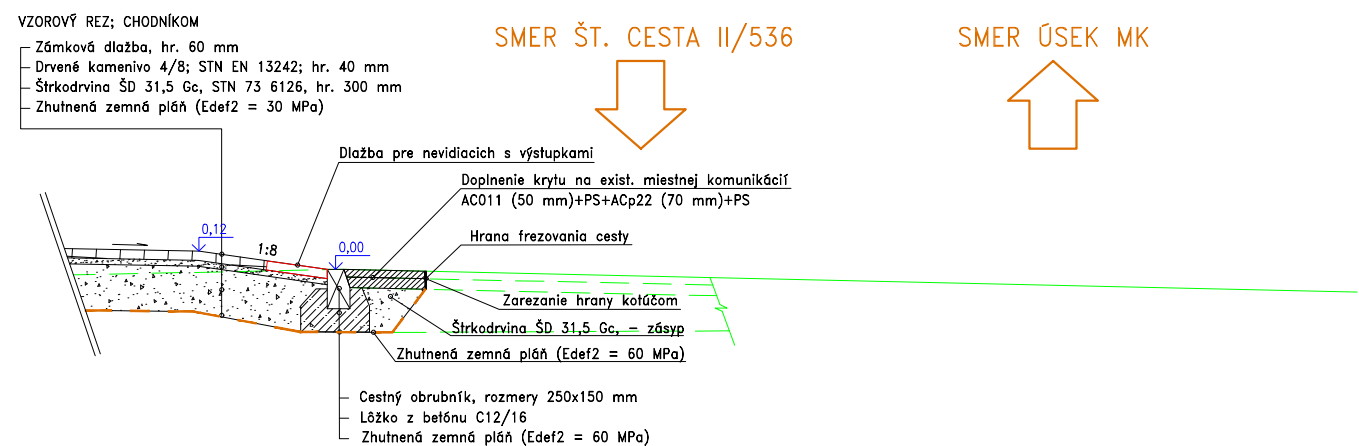 VZOROVÝ REZ; CHODNÍKOM
Zámková dlažba, hr. 60 mm
Drvené kamenivo 4/8; STN EN 13242; hr. 40 mm
Štrkodrvina ŠD 31,5 Gc, STN 73 6126, hr. 300 mm
Zhutnená zemná pláň (Edef2 = 30 MPa)
SMER ŠT. CESTA II/536
SMER ÚSEK MK
Dlažba pre nevidiacich s výstupkami
Doplnenie krytu na exist. miestnej komunikácií
ACO11 (50 mm)+PS+ACp22 (70 mm)+PS
0,12
1:8
0,00
Hrana frezovania cesty
Zarezanie hrany kotúčom
Štrkodrvina ŠD 31,5 Gc, – zásyp
Zhutnená zemná pláň (Edef2 = 60 MPa)
Cestný obrubník, rozmery 250x150 mm
Lôžko z betónu C12/16
Zhutnená zemná pláň (Edef2 = 60 MPa)